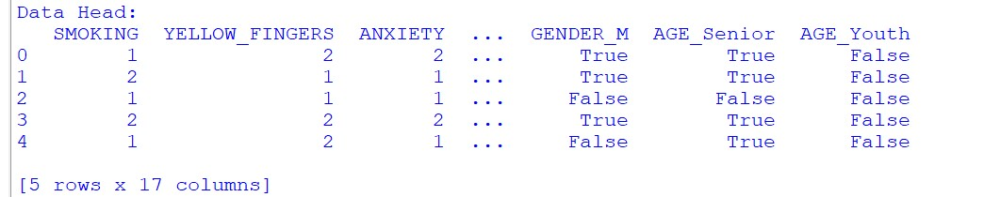 Data Head:
SMOKING YELLOW_FINGERS ANXIETY ... GENDER_M AGE_Senior AGE_Youth
0 1 2 2 ... True True False
1 2 1 1 ... True True False
2 1 1 1 ... False False False
3 2 2 2 ... True True False
4 1 2 1 ... False True False
[5 rows x 17 columns]